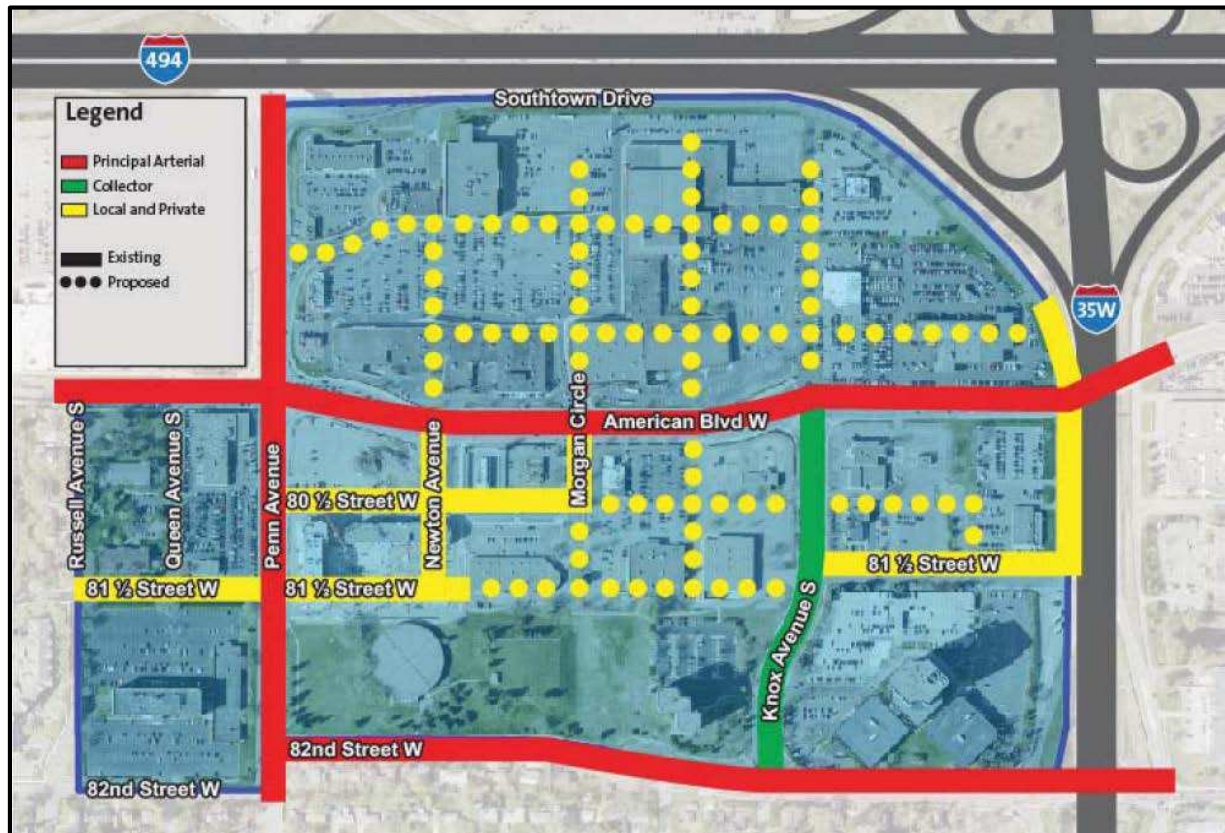 494
Southtown Drive
Legend
Principal Arterial
Collector
Local and Private
Existing
Proposed
35W
American Blvd W
Russell Avenue S
Queen Avenue S
Penn Avenue
Newton Avenue
Morgan Circle
80 ½ Street W
81 ½ Street W
81 ½ Street W
81 ½ Street W
Knox Avenue S
82nd Street W
82nd Street W